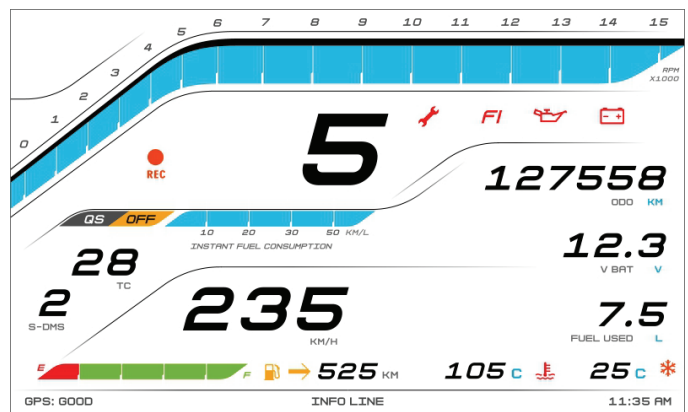 0 1 2 3 4 5 6 7 8 9 10 11 12 13 14 15
RPM
X1000
5
FI
REC
127558
ODO KM
QS OFF
10 20 30 50 KM/L
INSTANT FUEL CONSUMPTION
12.3
V BAT V
28
TC
2
S-DMS
235
KM/H
7.5
FUEL USED L
E F 525 KM 105 C 25 C
GPS: GOOD INFO LINE 11:35 AM